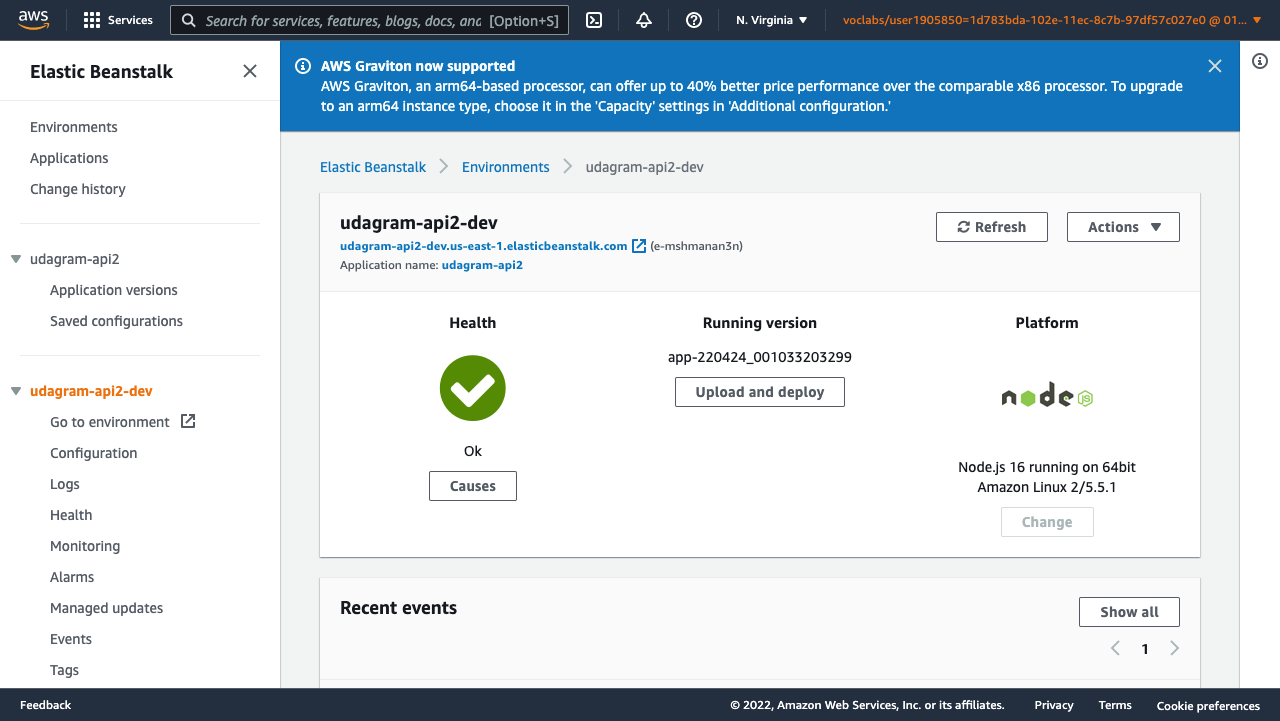 aws
Services
Search for services, features, blogs, docs, and [Option+S]
N. Virginia
voclabs/user1905850=1d783bda-102e-11ec-8c7b-97df57c027e0 @ 01...
Elastic Beanstalk
Environments
Applications
Change history
udagram-api2
Application versions
Saved configurations
udagram-api2-dev
Go to environment
Configuration
Logs
Health
Monitoring
Alarms
Managed updates
Events
Tags
AWS Graviton now supported
AWS Graviton, an arm64-based processor, can offer up to 40% better price performance over the comparable x86 processor. To upgrade
to an arm64 instance type, choose it in the 'Capacity' settings in 'Additional configuration.'
Elastic Beanstalk
Environments
udagram-api2-dev
udagram-api2-dev
udagram-api2-dev.us-east-1.elasticbeanstalk.com (e-mshmanan3n)
Application name: udagram-api2
Refresh
Actions
Health
Ok
Causes
Running version
app-220424_001033203299
Upload and deploy
Platform
node JS
Node.js 16 running on 64bit
Amazon Linux 2/5.5.1
Change
Recent events
Show all
1
Feedback
© 2022, Amazon Web Services, Inc. or its affiliates.
Privacy
Terms
Cookie preferences